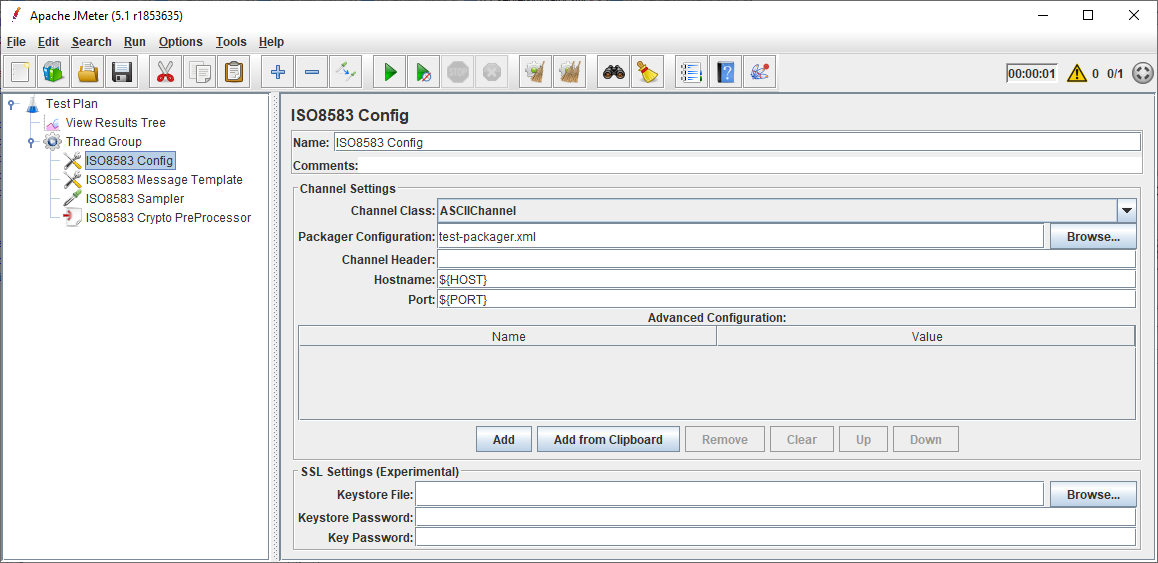 Apache JMeter (5.1 r1853635)
File Edit Search Run Options Tools Help
STOP
00:00:01 0 0/1
Test Plan
View Results Tree
Thread Group
ISO8583 Config
ISO8583 Message Template
ISO8583 Sampler
ISO8583 Crypto PreProcessor
ISO8583 Config
Name: ISO8583 Config
Comments:
Channel Settings
Channel Class: ASCIIChannel
Packager Configuration: test-packager.xml Browse...
Channel Header:
Hostname: ${HOST}
Port: ${PORT}
Advanced Configuration:
Name Value
Add Add from Clipboard Remove Clear Up Down
SSL Settings (Experimental)
Keystore File: Browse...
Keystore Password:
Key Password: